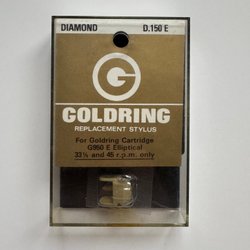 DIAMOND D.150 E
G
GOLDRING
REPLACEMENT STYLUS
For Goldring Cartridge
G850 E Elliptical
33⅓ and 45 r.p.m. only